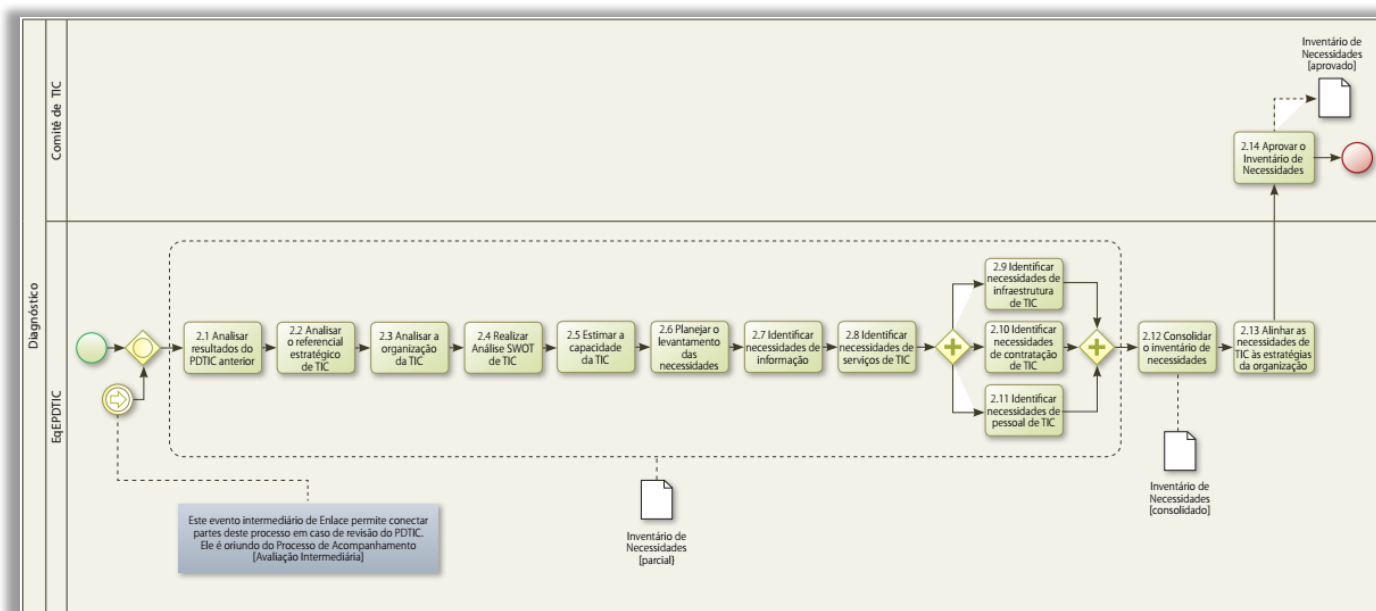 Diagnóstico
Comitê de TIC
Inventário de
Necessidades
[aprovado]
2.14 Aprovar o
Inventário de
Necessidades
EqEPDTIC
2.1 Analisar
resultados do
PDTIC anterior
2.2 Analisar
o referencial
estratégico
de TIC
2.3 Analisar a
organização
da TIC
2.4 Realizar
Análise SWOT
de TIC
2.5 Estimar a
capacidade
da TIC
2.6 Planejar o
levantamento
das
necessidades
2.7 Identificar
necessidades
de informação
2.8 Identificar
necessidades de
serviços de TIC
2.9 Identificar
necessidades de
infraestrutura
de TIC
2.10 Identificar
necessidades
de contratação
de TIC
2.11 Identificar
necessidades de
pessoal de TIC
2.12 Consolidar
o inventário de
necessidades
2.13 Alinhar as
necessidades de
TIC às estratégias
da organização
Este evento intermediário de Enlace permite conectar
partes deste processo em caso de revisão do PDTIC.
Ele é oriundo do Processo de Acompanhamento
[Avaliação Intermediária]
Inventário de
Necessidades
[parcial}
Inventário de
Necessidades
[consolidado]